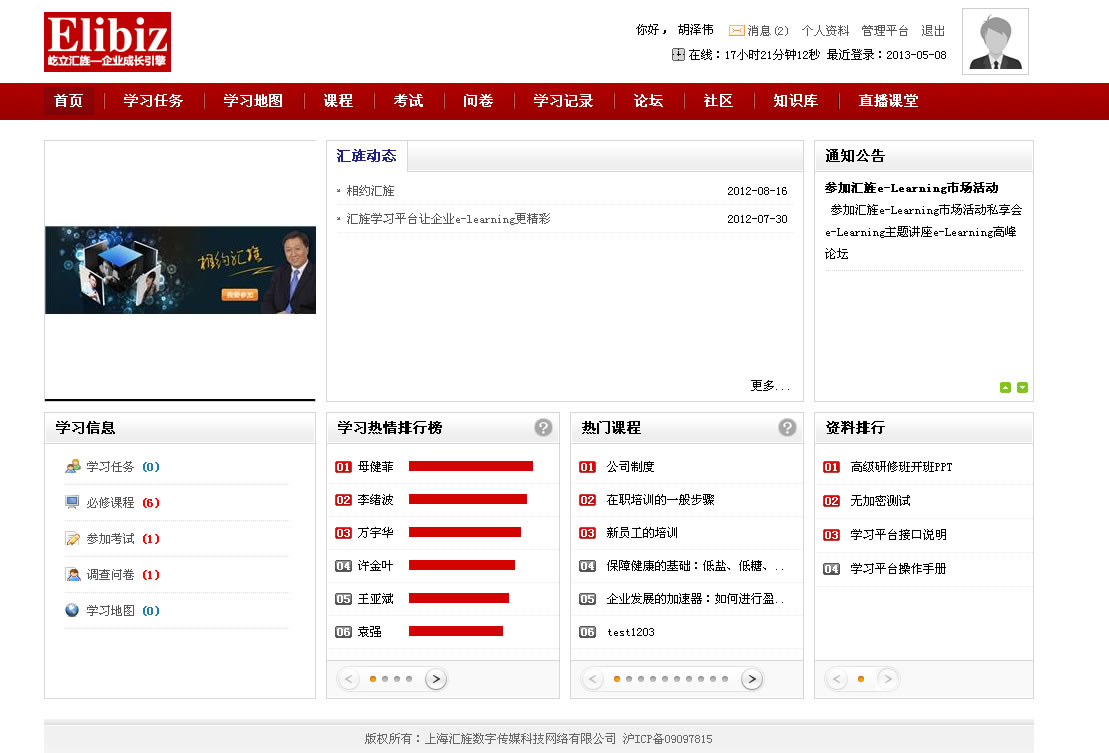 Elibiz
屹立汇旌—企业成长引擎
你好， 胡泽伟 消息(2) 个人资料 管理平台 退出
在线：17小时21分钟12秒 最近登录：2013-05-08
首页 学习任务 学习地图 课程 考试 问卷 学习记录 论坛 社区 知识库 直播课堂
相约汇旌
我要参加
汇旌动态
相约汇旌 2012-08-16
汇旌学习平台让企业e-learning更精彩 2012-07-30
更多...
通知公告
参加汇旌e-Learning市场活动
参加汇旌e-Learning市场活动私享会
e-Learning主题讲座e-Learning高峰
论坛
学习信息
学习任务 (0)
必修课程 (6)
参加考试 (1)
调查问卷 (1)
学习地图 (0)
学习热情排行榜 ?
01 母健菲
02 李绪波
03 万宇华
04 许金叶
05 王亚斌
06 袁强
< >
热门课程 ?
01 公司制度
02 在职培训的一般步骤
03 新员工的培训
04 保障健康的基础：低盐、低糖、..
05 企业发展的加速器：如何进行盈..
06 test1203
< >
资料排行
01 高级研修班开班PPT
02 无加密测试
03 学习平台接口说明
04 学习平台操作手册
< >
版权所有：上海汇旌数字传媒科技网络有限公司 沪ICP备09097815